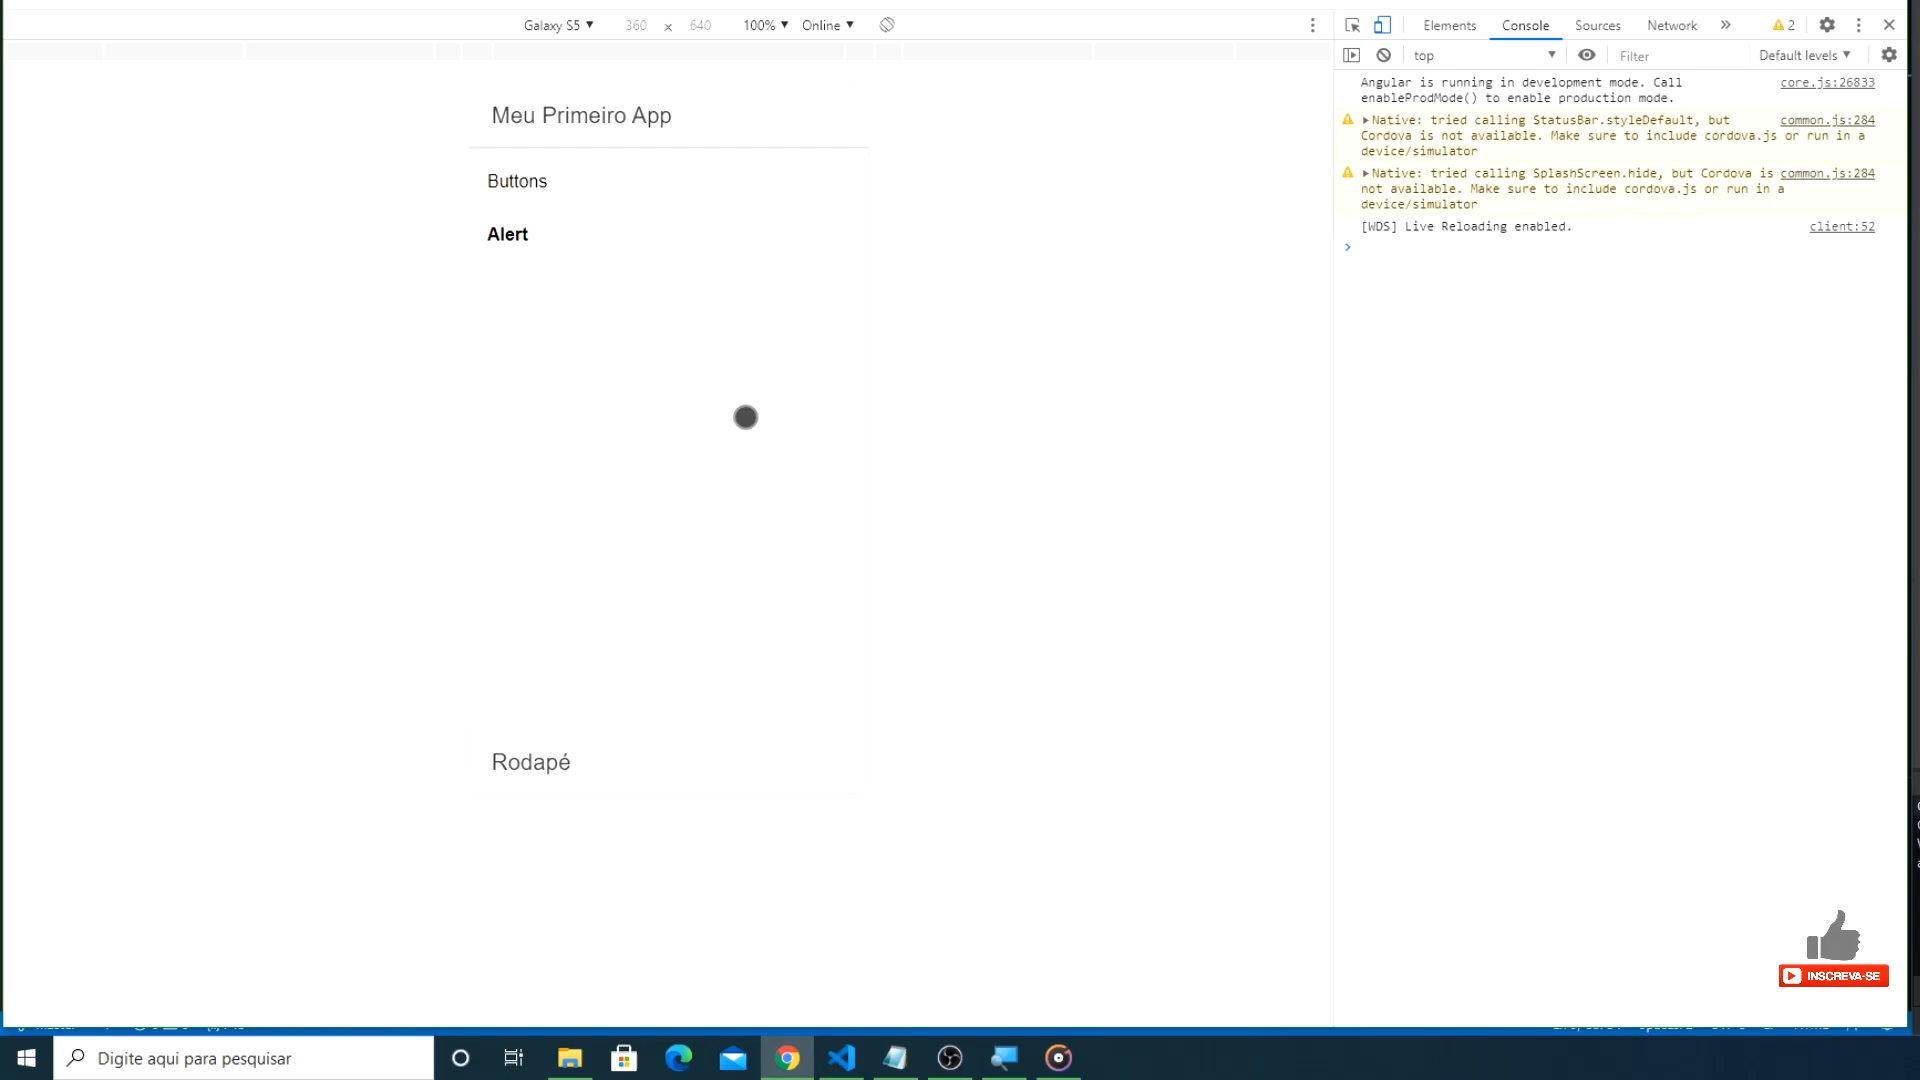 Galaxy S5 ▼ 360 x 640 100% ▼ Online ▼
Elements Console Sources Network » 2
top ▼ Filter Default levels ▼
Meu Primeiro App
Buttons
Alert
Rodapé
Angular is running in development mode. Call core.js:26833
enableProdMode() to enable production mode.
Native: tried calling StatusBar.styleDefault, but common.js:284
Cordova is not available. Make sure to include cordova.js or run in a
device/simulator
Native: tried calling SplashScreen.hide, but Cordova is common.js:284
not available. Make sure to include cordova.js or run in a
device/simulator
[WDS] Live Reloading enabled. client:52
INSCREVA-SE
Digite aqui para pesquisar